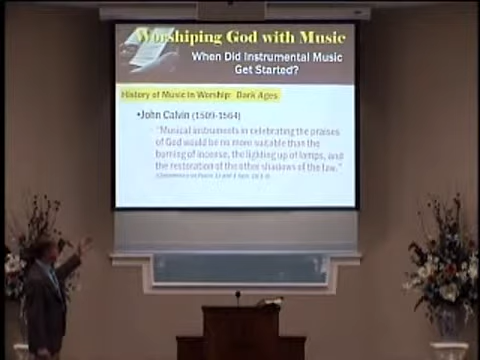 Worshiping God with Music
When Did Instrumental Music
Get Started?
History of Music in Worship: Dark Ages
•John Calvin (1509-1564)
"Musical instruments in celebrating the praises
of God would be no more suitable than the
burning of incense, the lighting up of lamps, and
the restoration of the other shadows of the law."